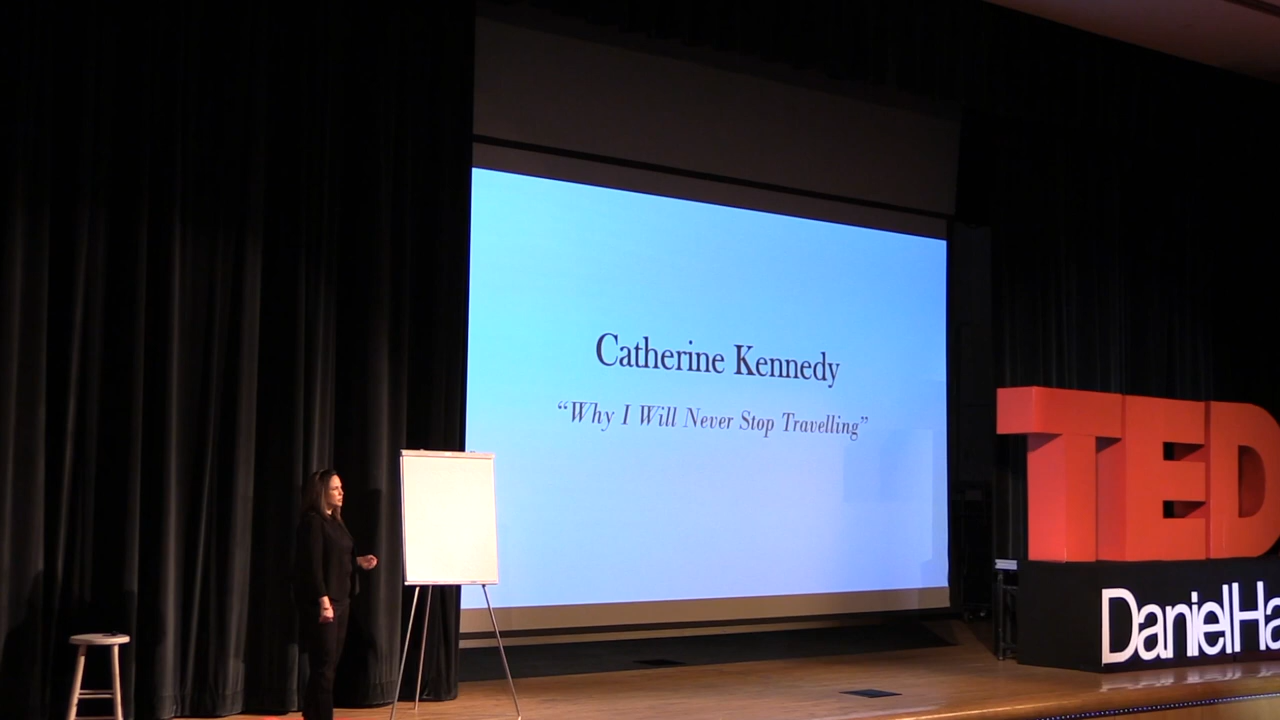 Catherine Kennedy
“Why I Will Never Stop Travelling”
TED
DanielHa